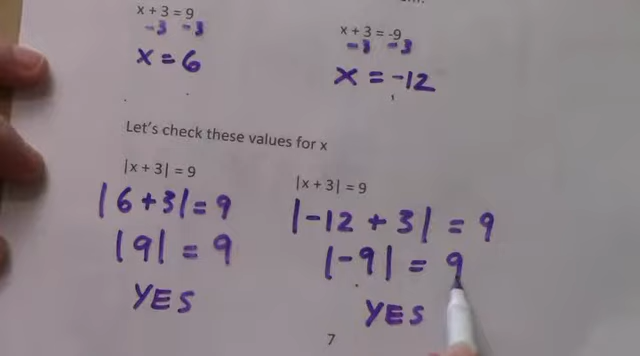 x + 3 = 9
-3 -3
x = 6
x + 3 = -9
-3 -3
x = -12
Let's check these values for x
|x + 3| = 9
|6 + 3| = 9
|9| = 9
YES
|x + 3| = 9
|-12 + 3| = 9
|-9| = 9
YES
7